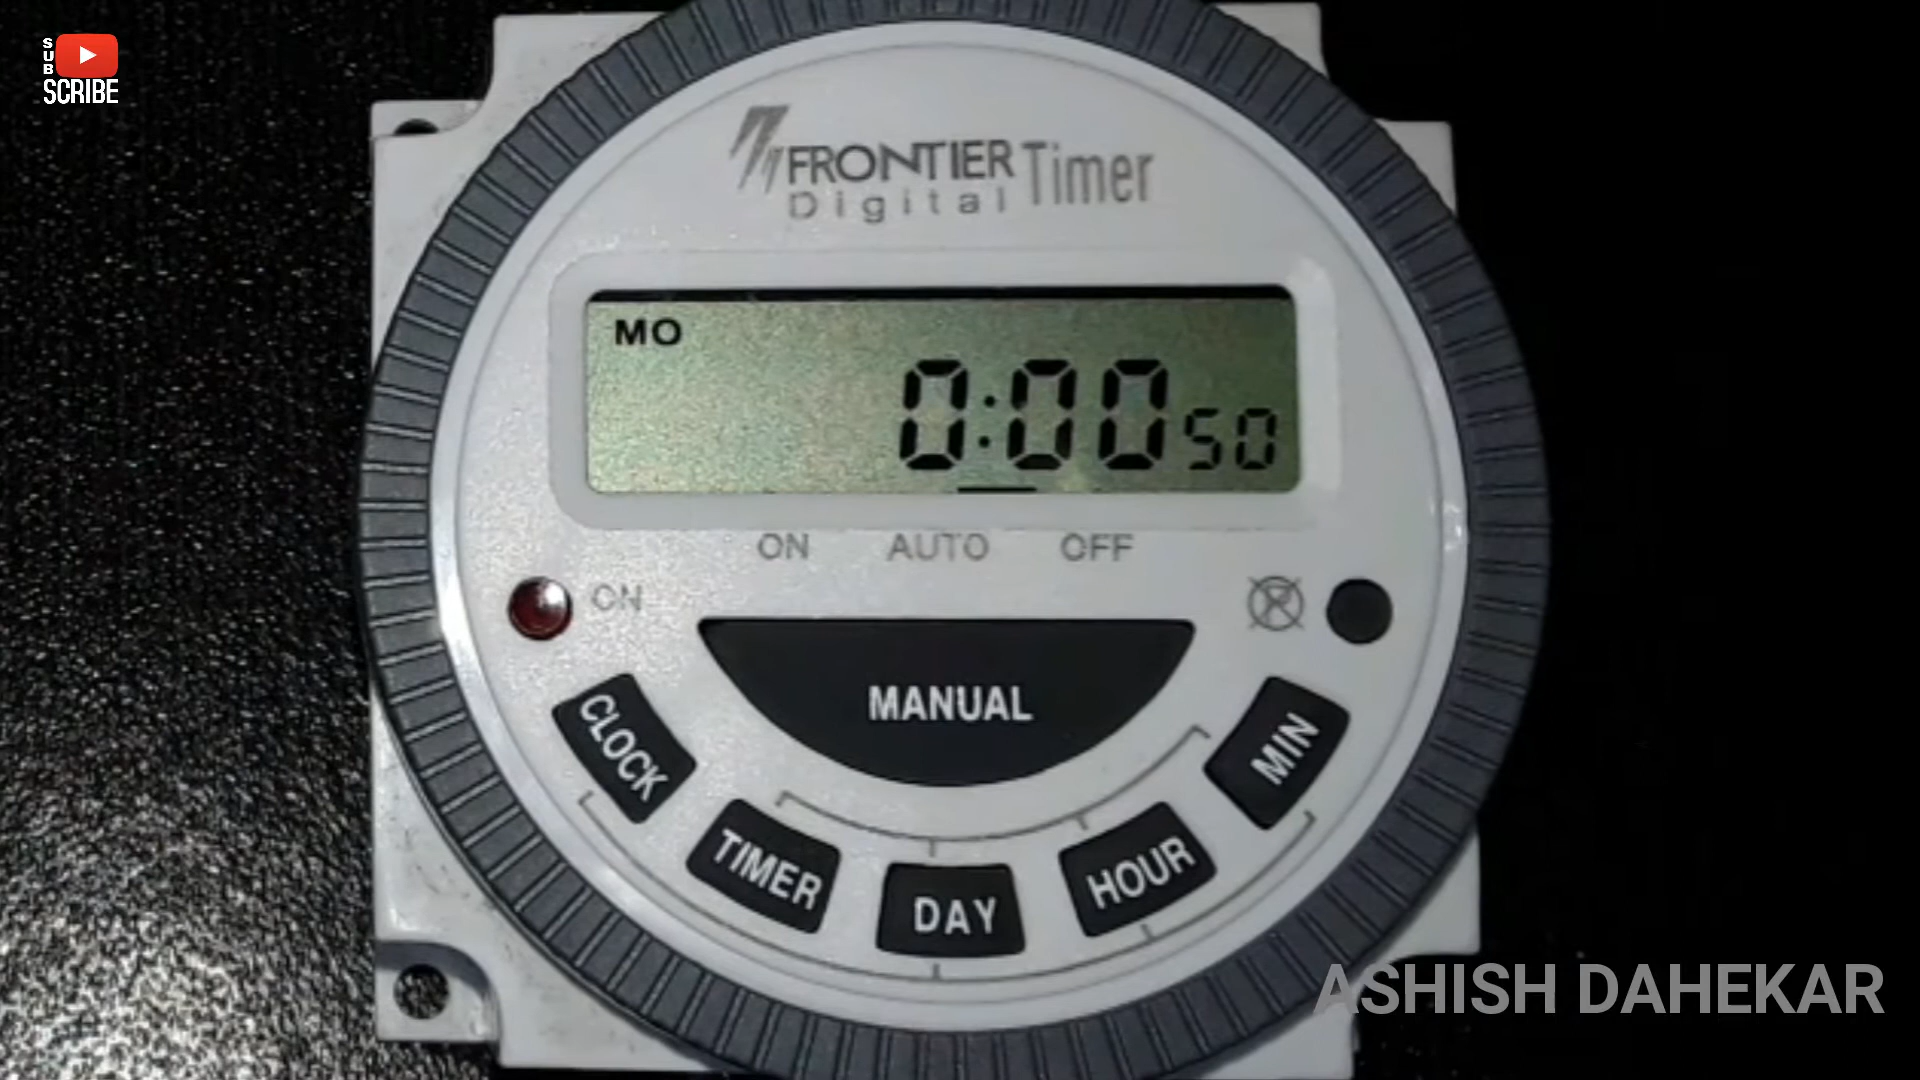 SUB
SCRIBE
FRONTIER Timer
Digital
MO
0:00 50
ON AUTO OFF
ON
MANUAL
CLOCK
TIMER
DAY
HOUR
MIN
ASHISH DAHEKAR